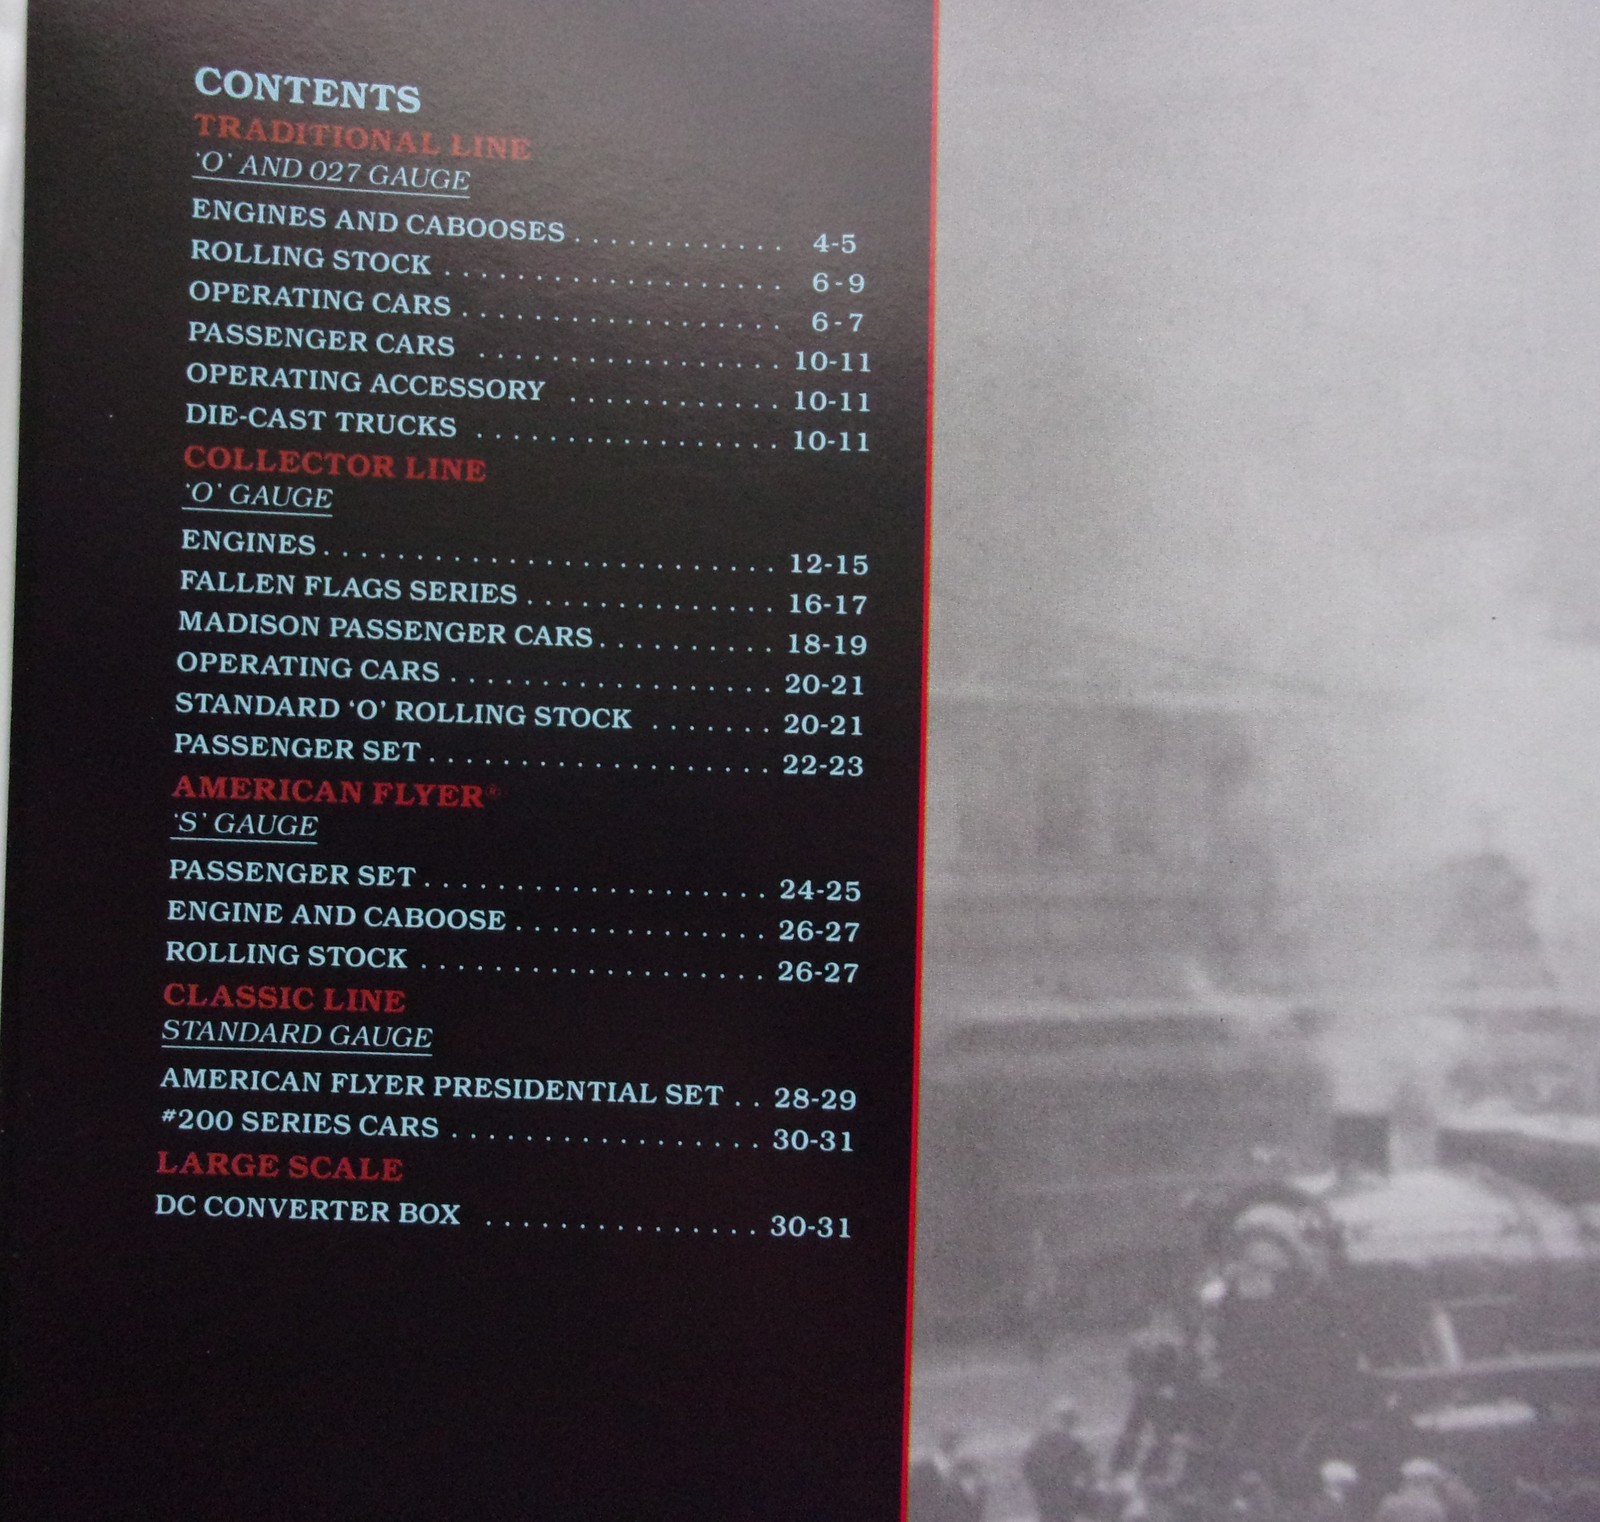 CONTENTS
TRADITIONAL LINE
'O' AND 027 GAUGE
ENGINES AND CABOOSES ............ 4-5
ROLLING STOCK ................... 6-9
OPERATING CARS .................. 6-7
PASSENGER CARS ................. 10-11
OPERATING ACCESSORY ............ 10-11
DIE-CAST TRUCKS ................. 10-11
COLLECTOR LINE
'O' GAUGE
ENGINES ......................... 12-15
FALLEN FLAGS SERIES .............. 16-17
MADISON PASSENGER CARS .......... 18-19
OPERATING CARS .................. 20-21
STANDARD 'O' ROLLING STOCK ....... 20-21
PASSENGER SET ................... 22-23
AMERICAN FLYER®
'S' GAUGE
PASSENGER SET ................... 24-25
ENGINE AND CABOOSE .............. 26-27
ROLLING STOCK ................... 26-27
CLASSIC LINE
STANDARD GAUGE
AMERICAN FLYER PRESIDENTIAL SET .. 28-29
#200 SERIES CARS ................. 30-31
LARGE SCALE
DC CONVERTER BOX ............... 30-31